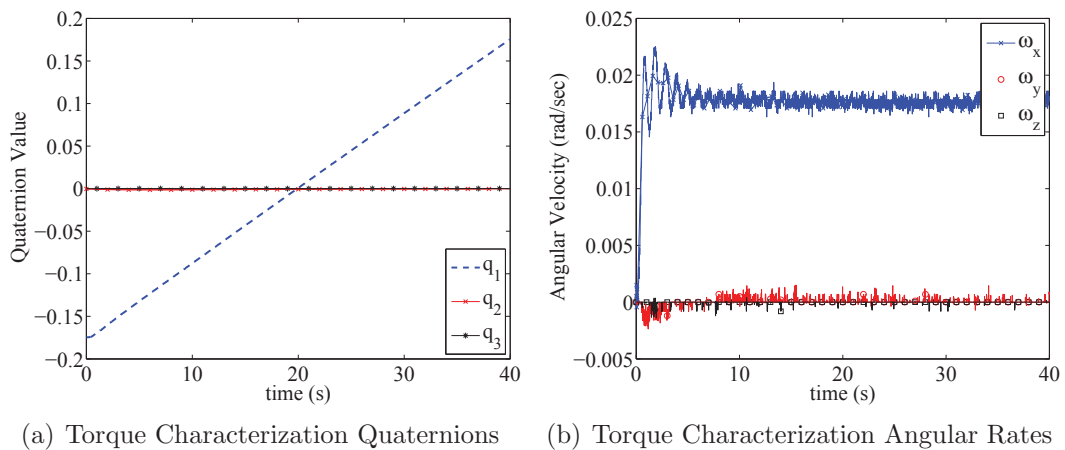 0.2
0.15
0.1
0.05
0
−0.05
−0.1
−0.15
−0.2
Quaternion Value
0 10 20 30 40
time (s)
q1
q2
q3
(a) Torque Characterization Quaternions
0.025
0.02
0.015
0.01
0.005
0
−0.005
Angular Velocity (rad/sec)
0 10 20 30 40
time (s)
ωx
ωy
ωz
(b) Torque Characterization Angular Rates